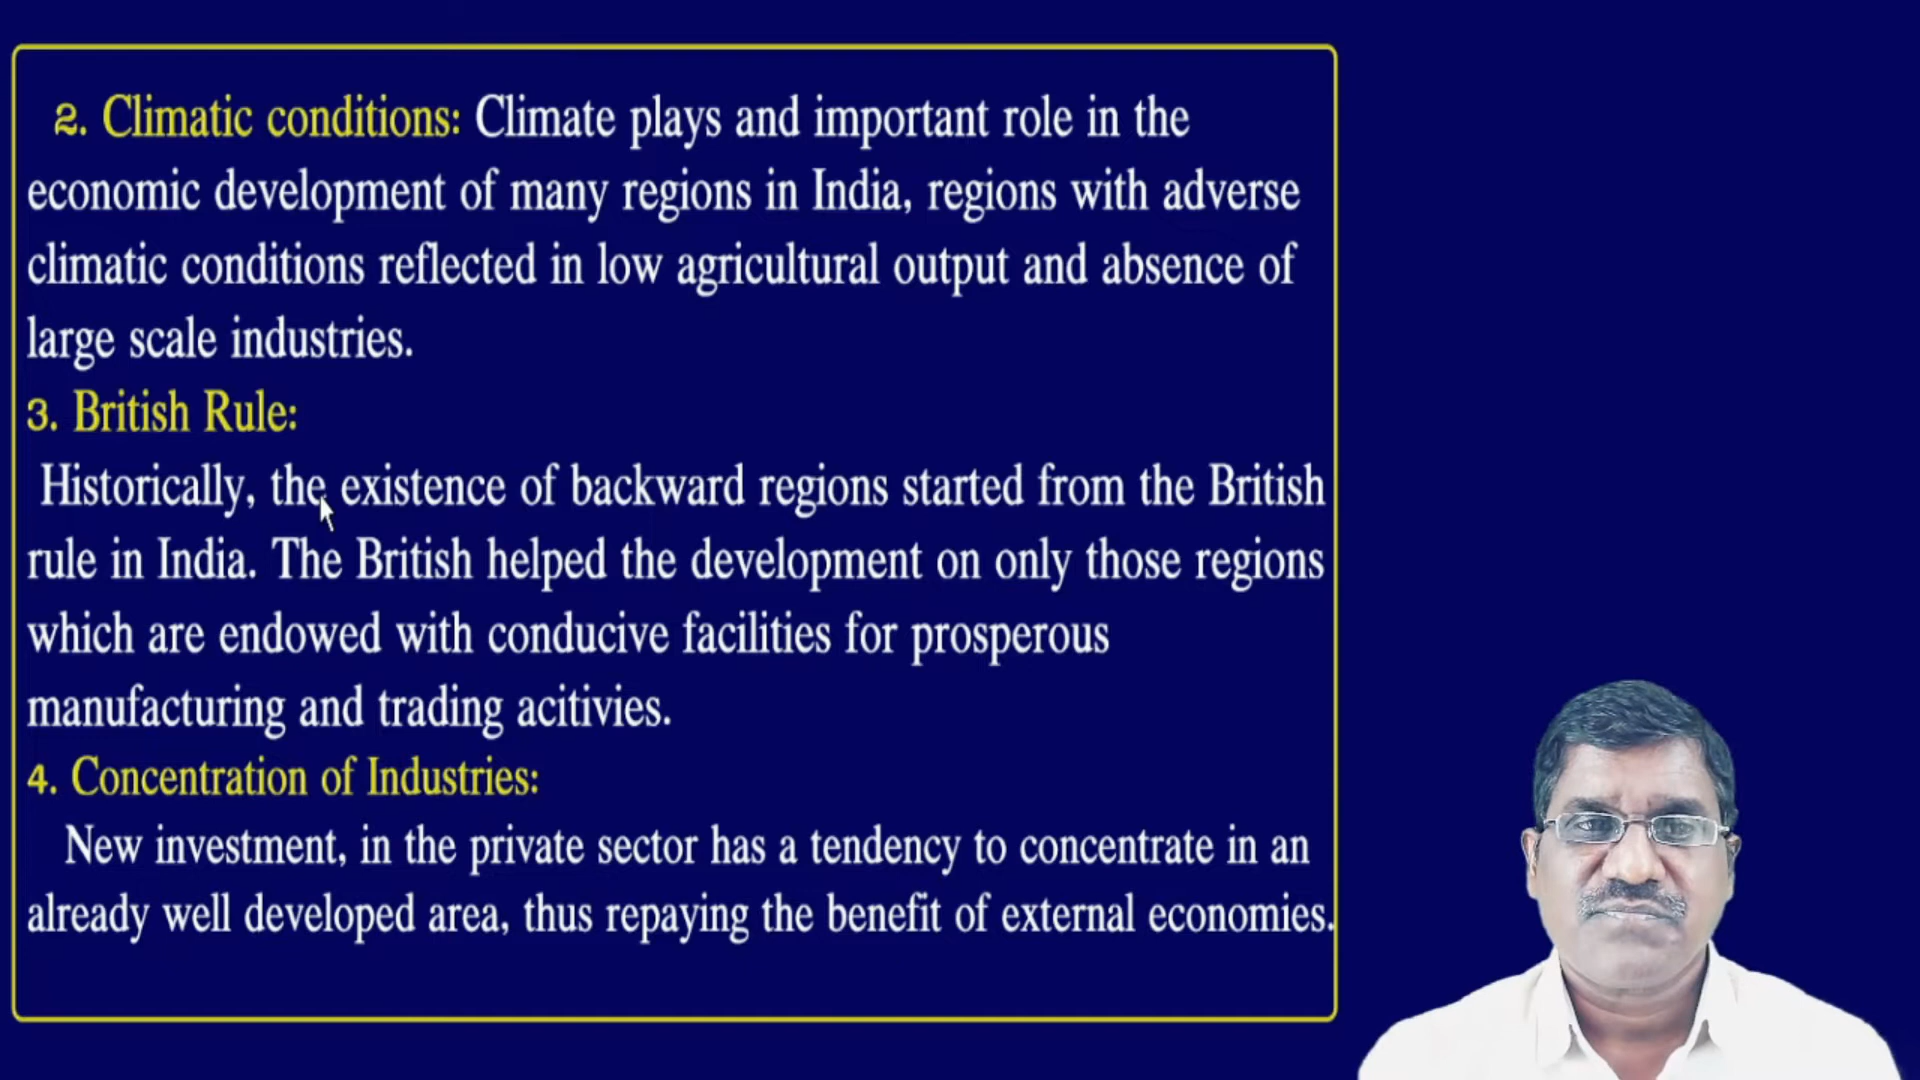 2. Climatic conditions: Climate plays and important role in the
economic development of many regions in India, regions with adverse
climatic conditions reflected in low agricultural output and absence of
large scale industries.
3. British Rule:
Historically, the existence of backward regions started from the British
rule in India. The British helped the development on only those regions
which are endowed with conducive facilities for prosperous
manufacturing and trading acitivies.
4. Concentration of Industries:
New investment, in the private sector has a tendency to concentrate in an
already well developed area, thus repaying the benefit of external economies.